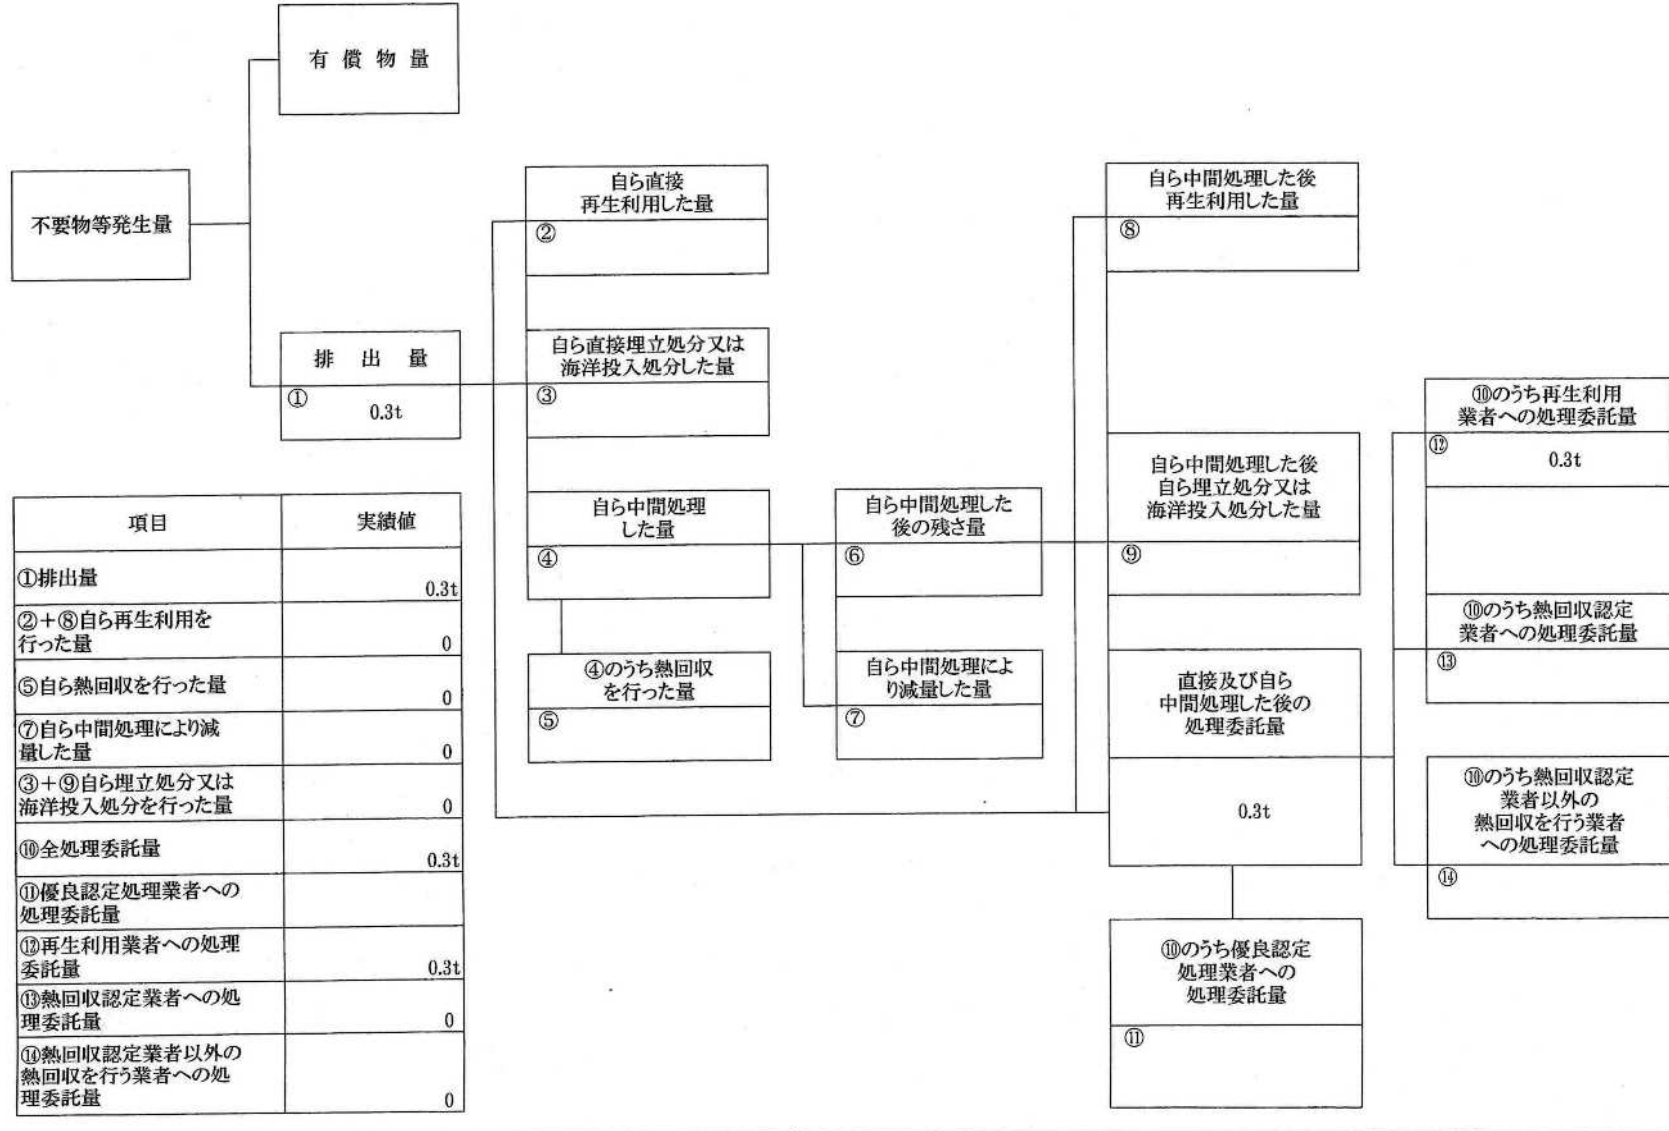 有償物量
不要物等発生量
排出量
①
0.3t
自ら直接
再生利用した量
②
自ら直接埋立処分又は
海洋投入処分した量
③
自ら中間処理
した量
④
④のうち熱回収
を行った量
⑤
自ら中間処理した
後の残さ量
⑥
自ら中間処理によ
り減量した量
⑦
自ら中間処理した後
再生利用した量
⑧
自ら中間処理した後
自ら埋立処分又は
海洋投入処分した量
⑨
直接及び自ら
中間処理した後の
処理委託量
0.3t
⑩のうち優良認定
処理業者への
処理委託量
⑪
⑩のうち再生利用
業者への処理委託量
⑫
0.3t
⑩のうち熱回収認定
業者への処理委託量
⑬
⑩のうち熱回収認定
業者以外の
熱回収を行う業者
への処理委託量
⑭
項目 実績値
①排出量 0.3t
②+⑧自ら再生利用を
行った量 0
⑤自ら熱回収を行った量 0
⑦自ら中間処理により減
量した量 0
③+⑨自ら埋立処分又は
海洋投入処分を行った量 0
⑩全処理委託量 0.3t
⑪優良認定処理業者への
処理委託量
⑫再生利用業者への処理
委託量 0.3t
⑬熱回収認定業者への処
理委託量 0
⑭熱回収認定業者以外の
熱回収を行う業者への処
理委託量 0